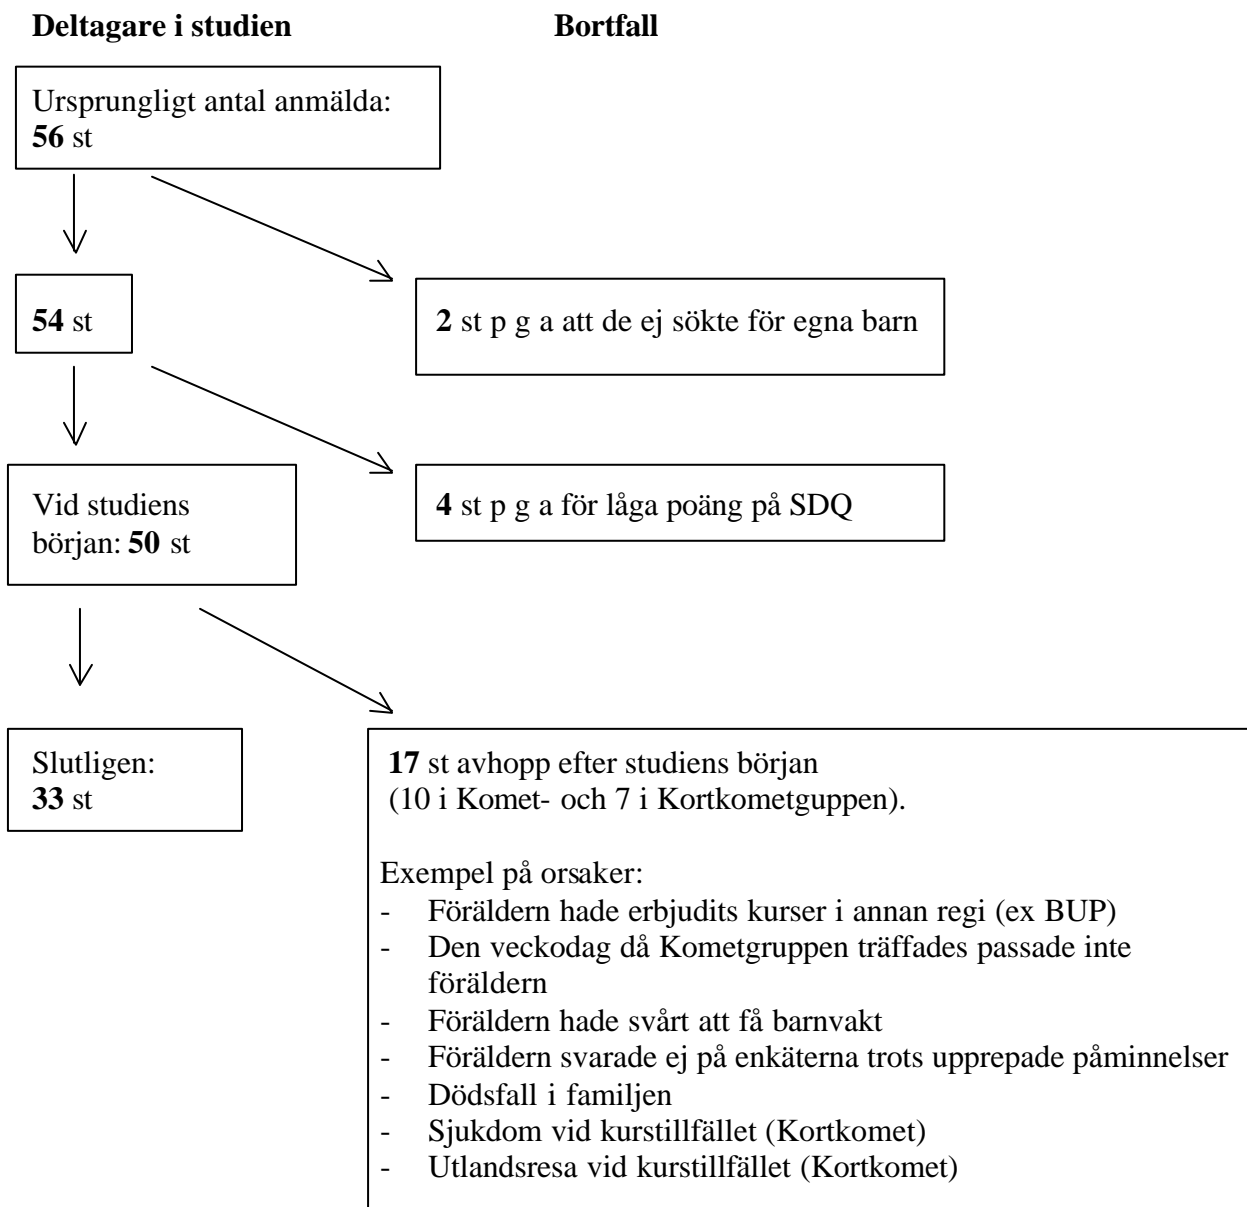 Deltagare i studien
Bortfall
Ursprungligt antal anmälda:
56 st
54 st
2 st p g a att de ej sökte för egna barn
Vid studiens
början: 50 st
4 st p g a för låga poäng på SDQ
Slutligen:
33 st
17 st avhopp efter studiens början
(10 i Komet- och 7 i Kortkometguppen).
Exempel på orsaker:
- Föräldern hade erbjudits kurser i annan regi (ex BUP)
- Den veckodag då Kometgruppen träffades passade inte
föräldern
- Föräldern hade svårt att få barnvakt
- Föräldern svarade ej på enkäterna trots upprepade påminnelser
- Dödsfall i familjen
- Sjukdom vid kurstillfället (Kortkomet)
- Utlandsresa vid kurstillfället (Kortkomet)